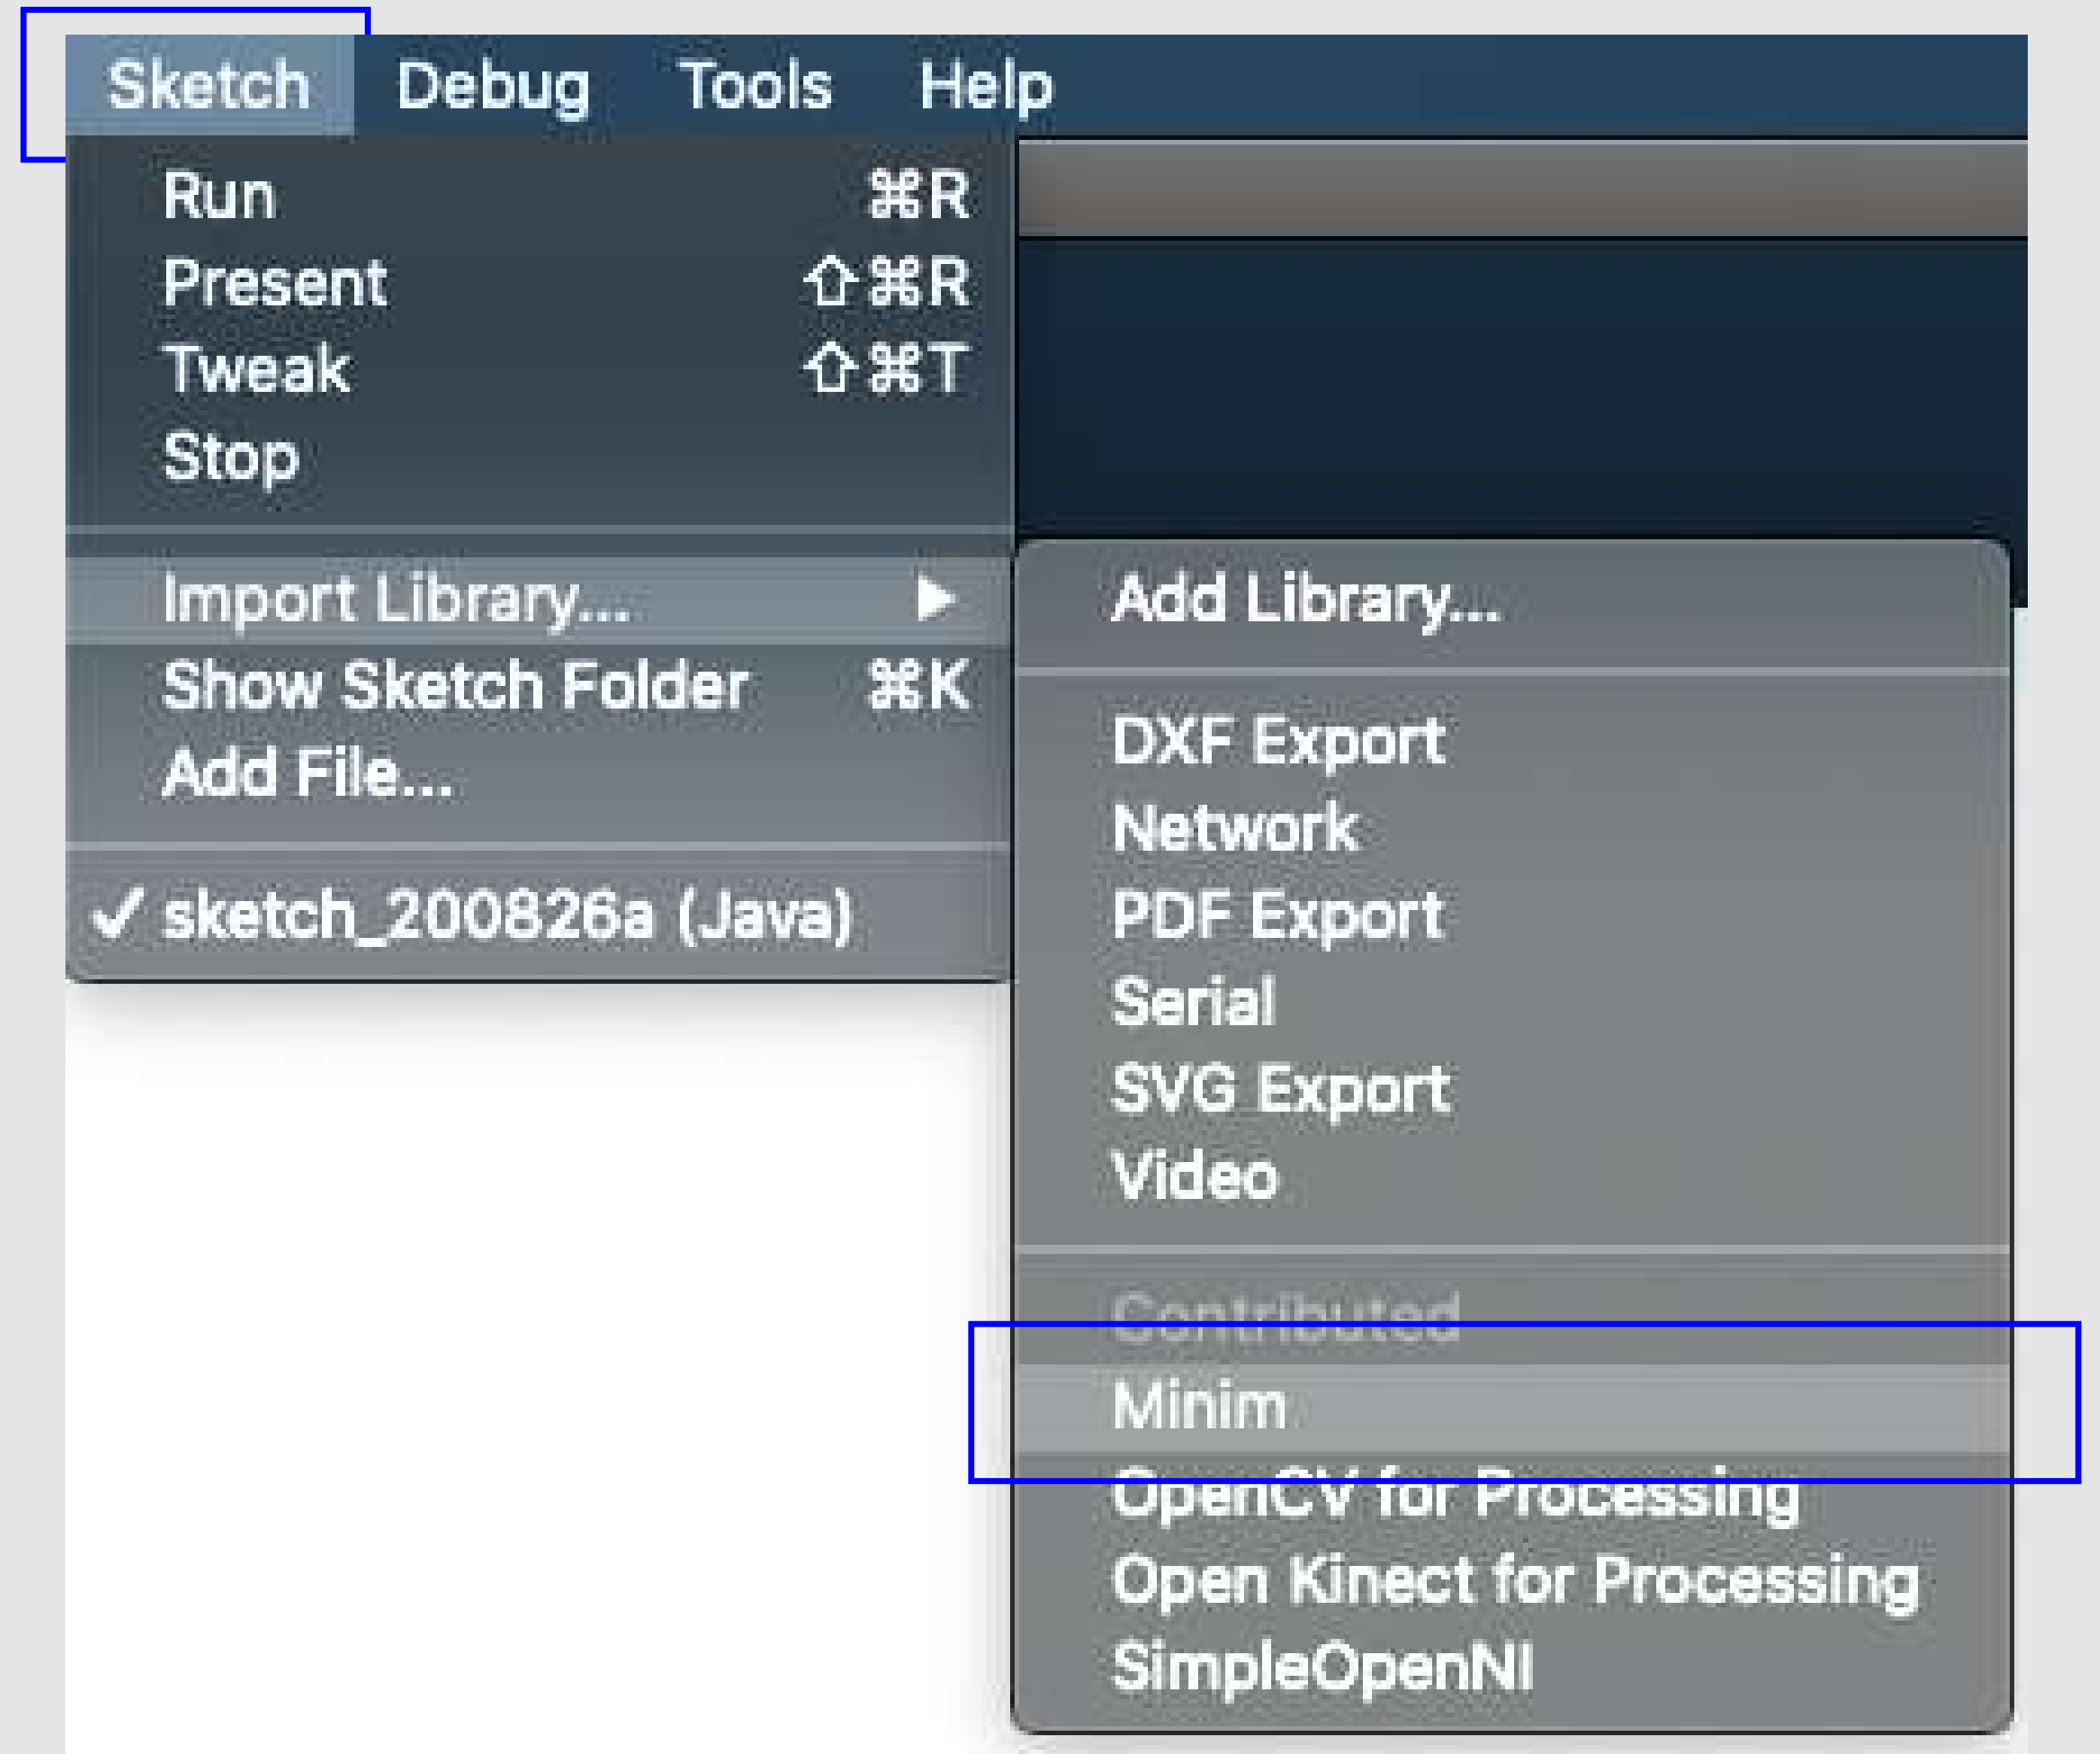 Sketch Debug Tools Help
Run ⌘R
Present ⇧⌘R
Tweak ⇧⌘T
Stop
Import Library... ▶
Show Sketch Folder ⌘K
Add File...
✓ sketch_200826a (Java)
Add Library...
DXF Export
Network
PDF Export
Serial
SVG Export
Video
Contributed
Minim
OpenCV for Processing
Open Kinect for Processing
SimpleOpenNI